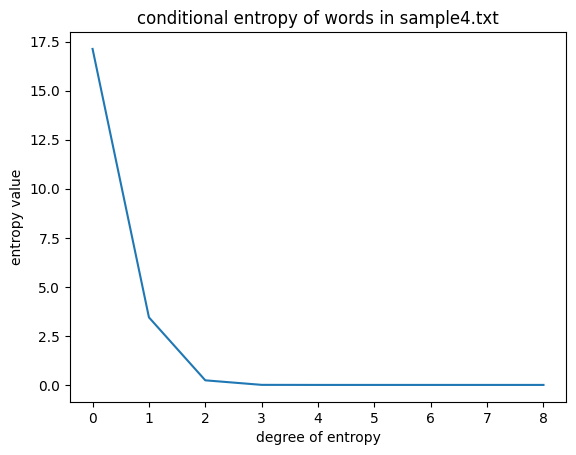 conditional entropy of words in sample4.txt
17.5
15.0
12.5
10.0
7.5
5.0
2.5
0.0
entropy value
0 1 2 3 4 5 6 7 8
degree of entropy